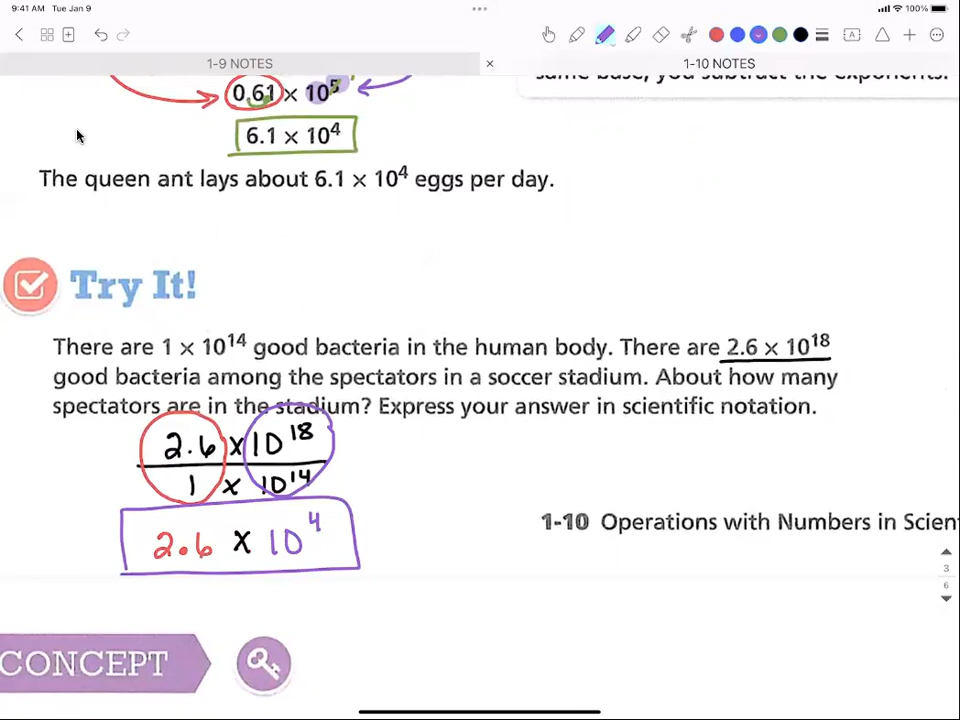 9:41 AM Tue Jan 9
100%
1-9 NOTES
1-10 NOTES
same base, you subtract the exponents.
0.61 × 10⁵
6.1 × 10⁴
The queen ant lays about 6.1 × 10⁴ eggs per day.
Try It!
There are 1 × 10¹⁴ good bacteria in the human body. There are 2.6 × 10¹⁸
good bacteria among the spectators in a soccer stadium. About how many
spectators are in the stadium? Express your answer in scientific notation.
2.6 × 10¹⁸
1 × 10¹⁴
2.6 × 10⁴
1-10 Operations with Numbers in Scien
3
6
CONCEPT